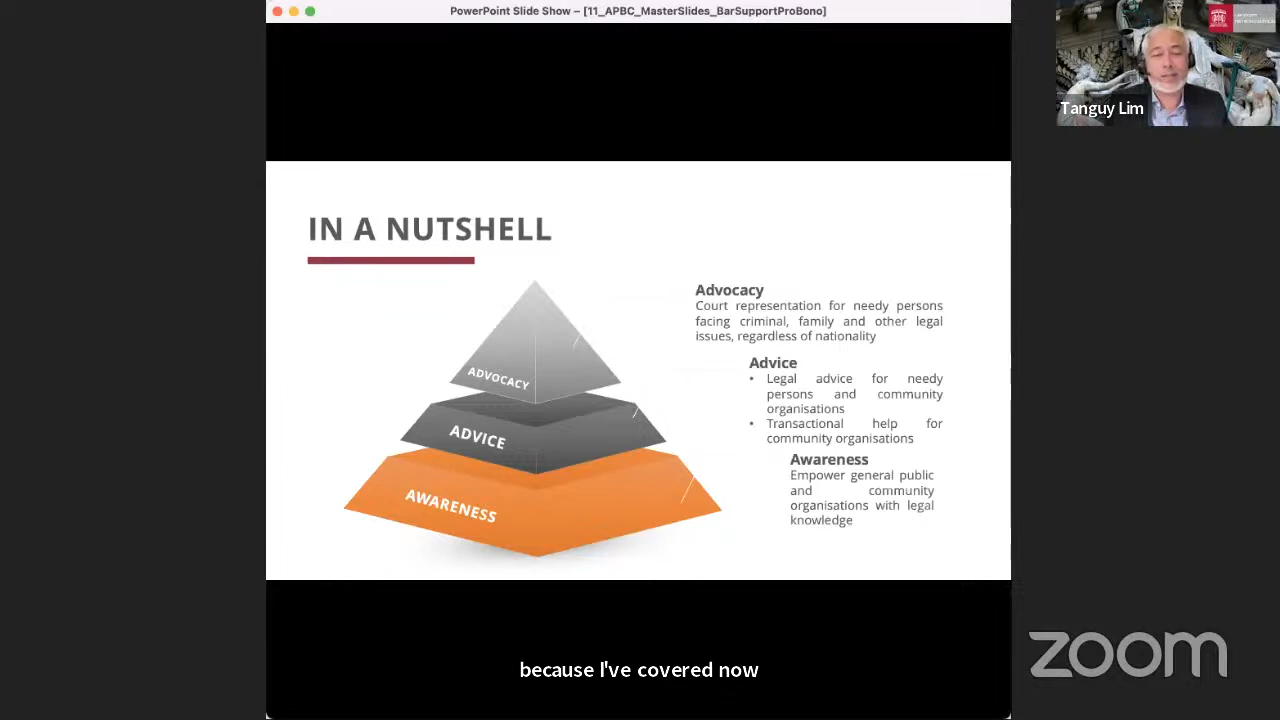 PowerPoint Slide Show – [11_APBC_MasterSlides_BarSupportProBono]
Tanguy Lim
IN A NUTSHELL
ADVOCACY
ADVICE
AWARENESS
Advocacy
Court representation for needy persons
facing criminal, family and other legal
issues, regardless of nationality
Advice
• Legal advice for needy
persons and community
organisations
• Transactional help for
community organisations
Awareness
Empower general public
and community
organisations with legal
knowledge
because I've covered now
zoom